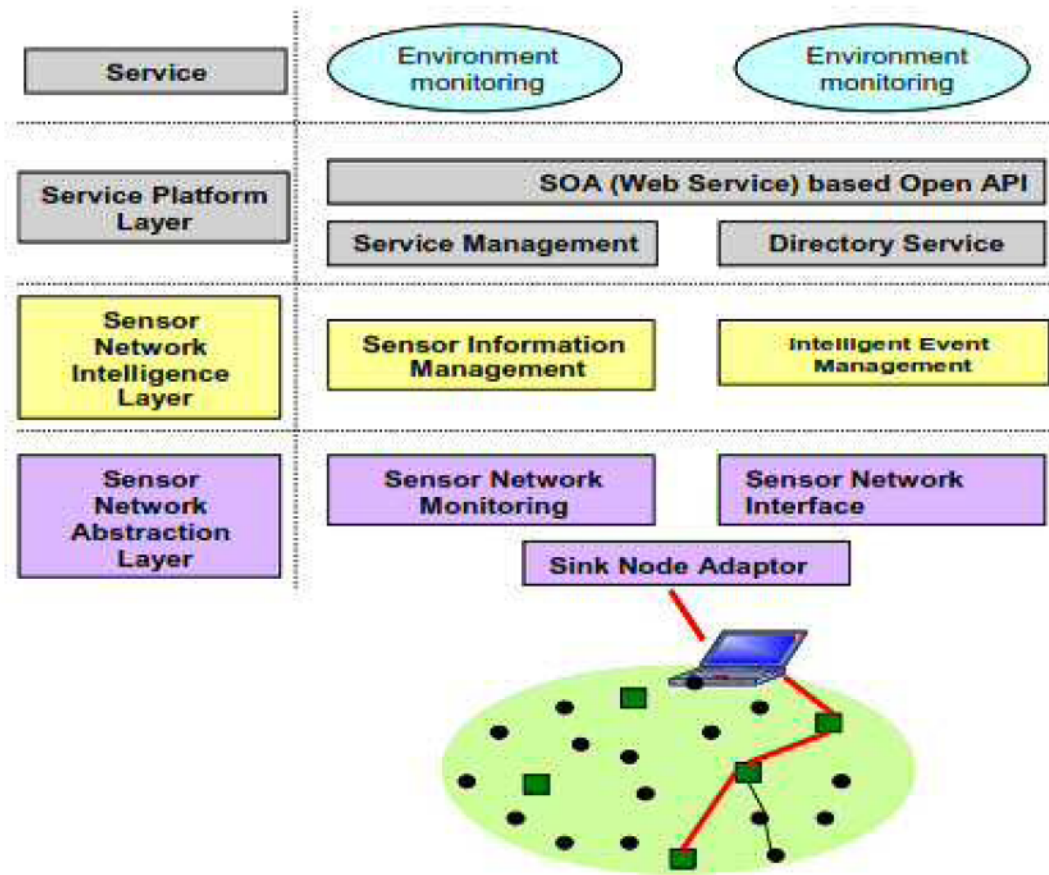 Service
Environment
monitoring
Environment
monitoring
Service Platform
Layer
SOA (Web Service) based Open API
Service Management
Directory Service
Sensor
Network
Intelligence
Layer
Sensor Information
Management
Intelligent Event
Management
Sensor
Network
Abstraction
Layer
Sensor Network
Monitoring
Sensor Network
Interface
Sink Node Adaptor